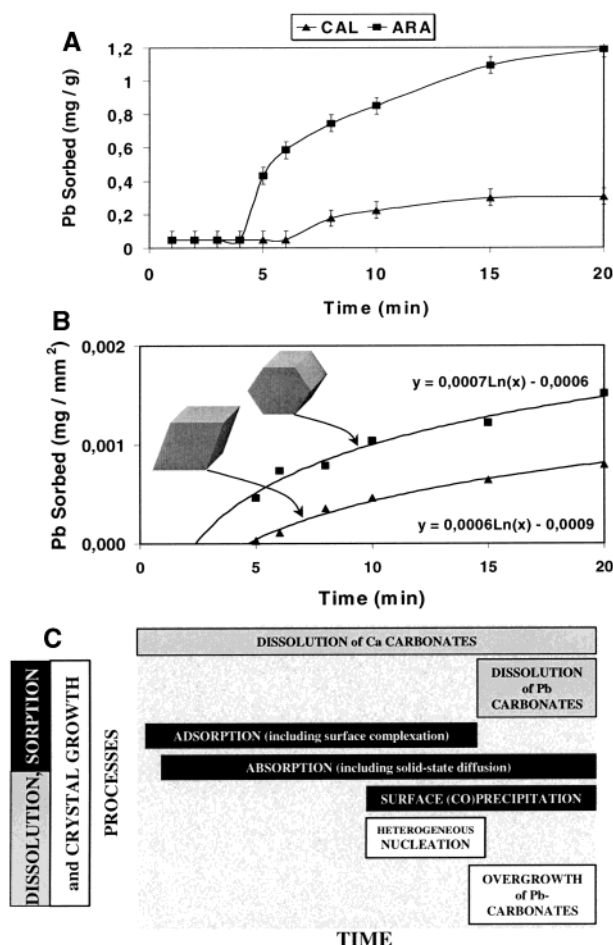 CAL ARA
A
Pb Sorbed (mg / g)
1,2
1
0,8
0,6
0,4
0,2
0
0 5 10 15 20
Time (min)
B
Pb Sorbed (mg / mm²)
0,002
0,001
0,000
y = 0,0007Ln(x) - 0,0006
y = 0,0006Ln(x) - 0,0009
0 5 10 15 20
Time (min)
C
DISSOLUTION, SORPTION
and CRYSTAL GROWTH
PROCESSES
DISSOLUTION of Ca CARBONATES
DISSOLUTION
of Pb
CARBONATES
ADSORPTION (including surface complexation)
ABSORPTION (including solid-state diffusion)
SURFACE (CO)PRECIPITATION
HETEROGENEOUS
NUCLEATION
OVERGROWTH
of Pb-
CARBONATES
TIME